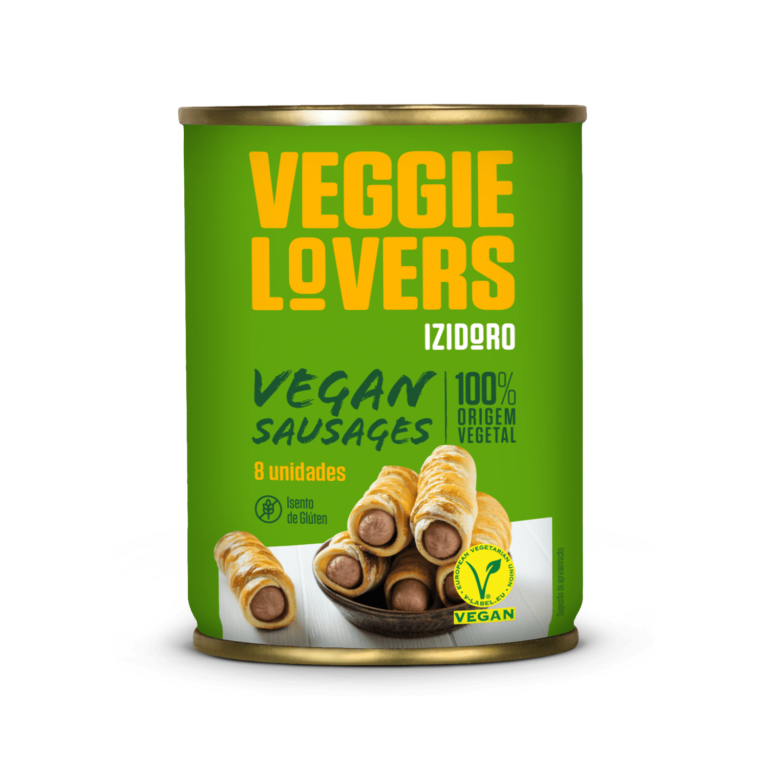 VEGGIE
LOVERS
IZIDORO
VEGAN
SAUSAGES
100%
ORIGEM
VEGETAL
8 unidades
Isento
de Glúten
EUROPEAN VEGETARIAN UNION
V-LABEL.EU
VEGAN